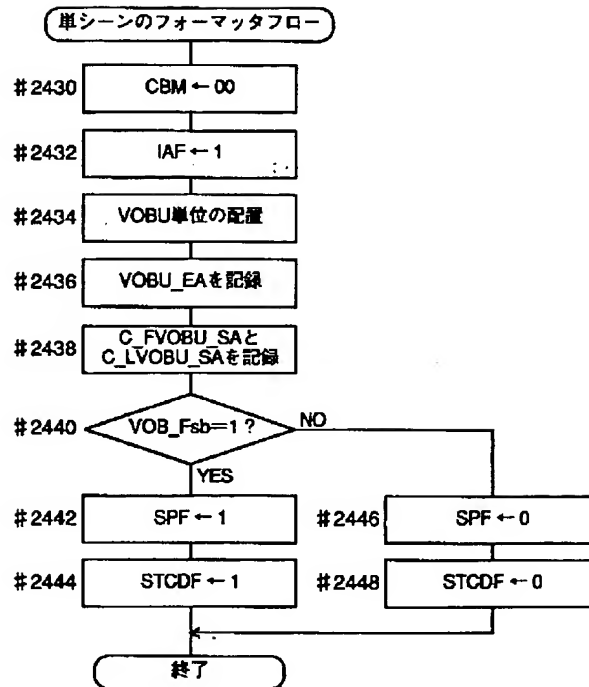 単シーンのフォーマッタフロー
#2430
CBM ← 00
#2432
IAF ← 1
#2434
VOBU単位の配置
#2436
VOBU_EAを記録
#2438
C_FVOBU_SAと
C_LVOBU_SAを記録
#2440
VOB_Fsb=1 ?
NO
YES
#2442
SPF ← 1
#2446
SPF ← 0
#2444
STCDF ← 1
#2448
STCDF ← 0
終了